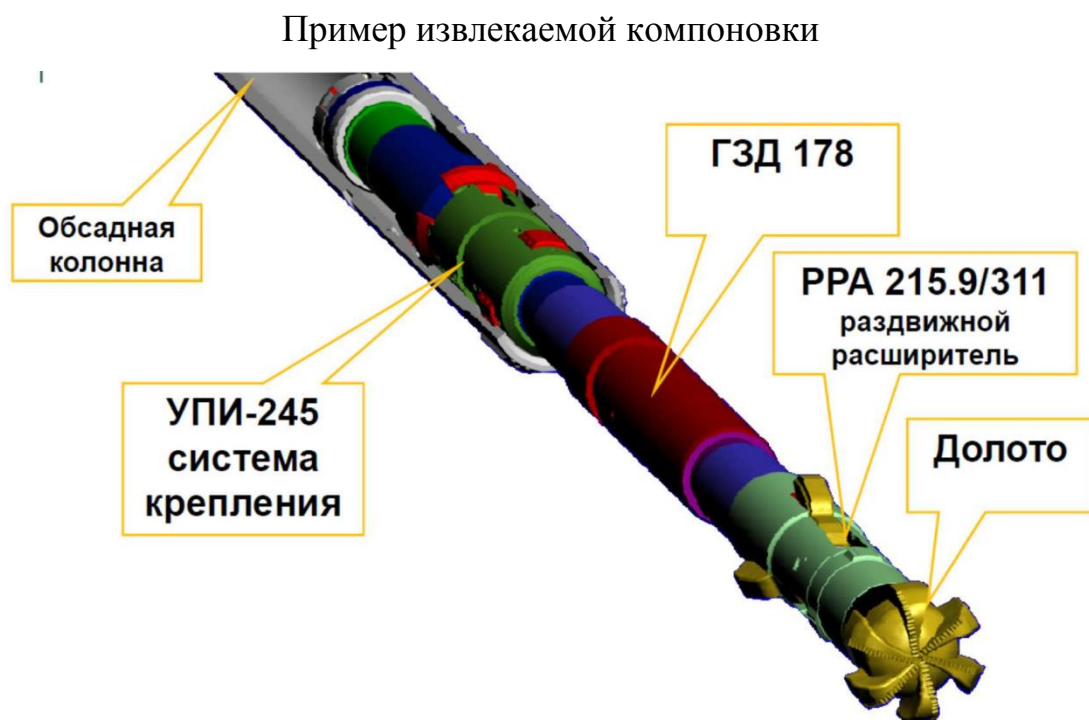 Пример извлекаемой компоновки
ГЗД 178
Обсадная
колонна
РРА 215.9/311
раздвижной
расширитель
УПИ-245
система
крепления
Долото